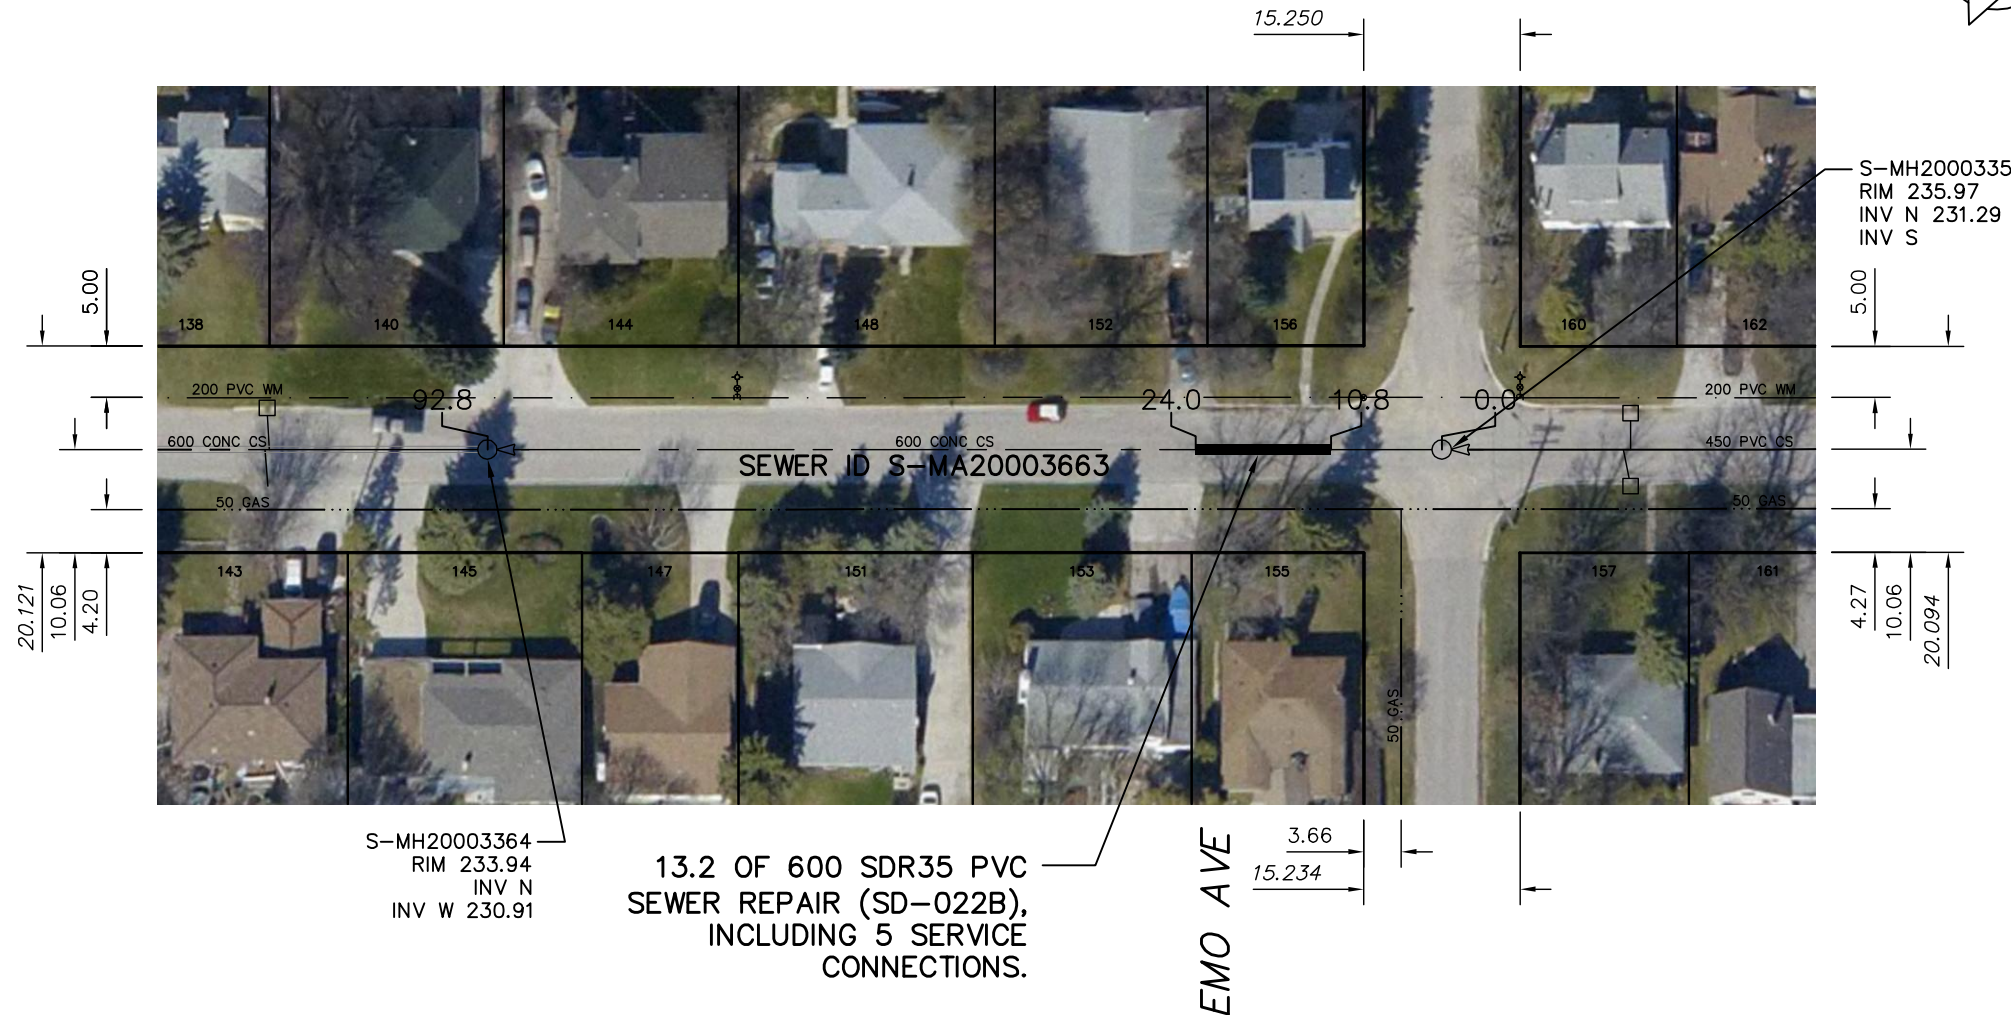 15.250
S-MH2000335
RIM 235.97
INV N 231.29
INV S
5.00
5.00
138
140
144
148
152
156
160
162
200 PVC WM
92.8
24.0
10.8
0.0
200 PVC WM
600 CONC CS
600 CONC CS
450 PVC CS
SEWER ID S-MA20003663
50 GAS
50 GAS
143
145
147
151
153
155
157
161
20.121
10.06
4.20
4.27
10.06
20.094
50 GAS
S-MH20003364
RIM 233.94
INV N
INV W 230.91
13.2 OF 600 SDR35 PVC
SEWER REPAIR (SD-022B),
INCLUDING 5 SERVICE
CONNECTIONS.
EMO AVE
3.66
15.234